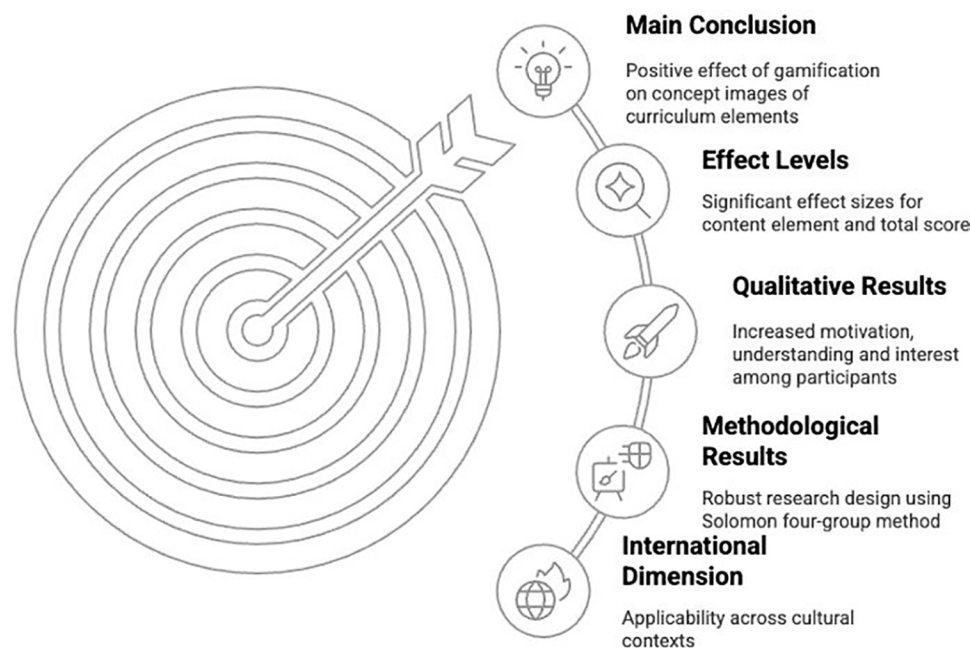 Main Conclusion
Positive effect of gamification
on concept images of
curriculum elements
Effect Levels
Significant effect sizes for
content element and total score
Qualitative Results
Increased motivation,
understanding and interest
among participants
Methodological
Results
Robust research design using
Solomon four-group method
International
Dimension
Applicability across cultural
contexts